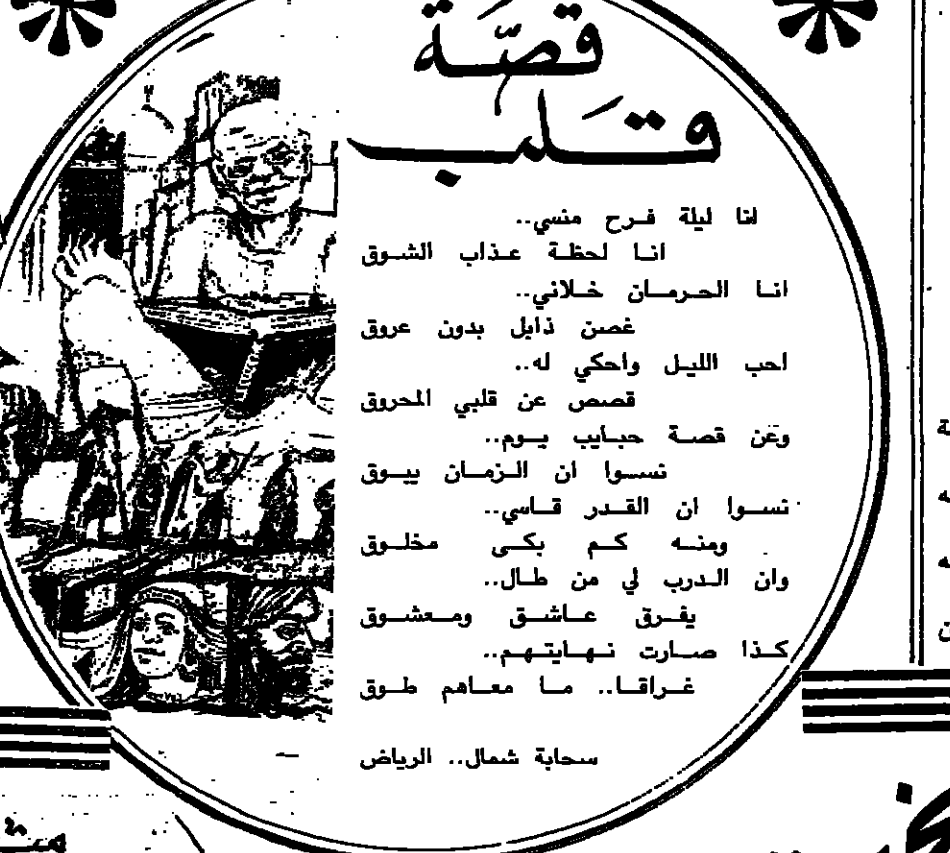 قصّة
قلب
انا ليلة فرح منسي..
انا لحظة عذاب الشوق
انا الحرمان خلاني..
غصن ذابل بدون عروق
احب الليل واحكي له..
قصص عن قلبي المحروق
وعن قصة حبايب يوم..
نسوا ان الزمان يبوق
نسوا ان القدر قاسي..
ومنه كم بكى مخلوق
وان الدرب لي من طال..
يفرق عاشق ومعشوق
كذا صارت نهايتهم..
غراقا.. ما معاهم طوق
سحابة شمال.. الرياض